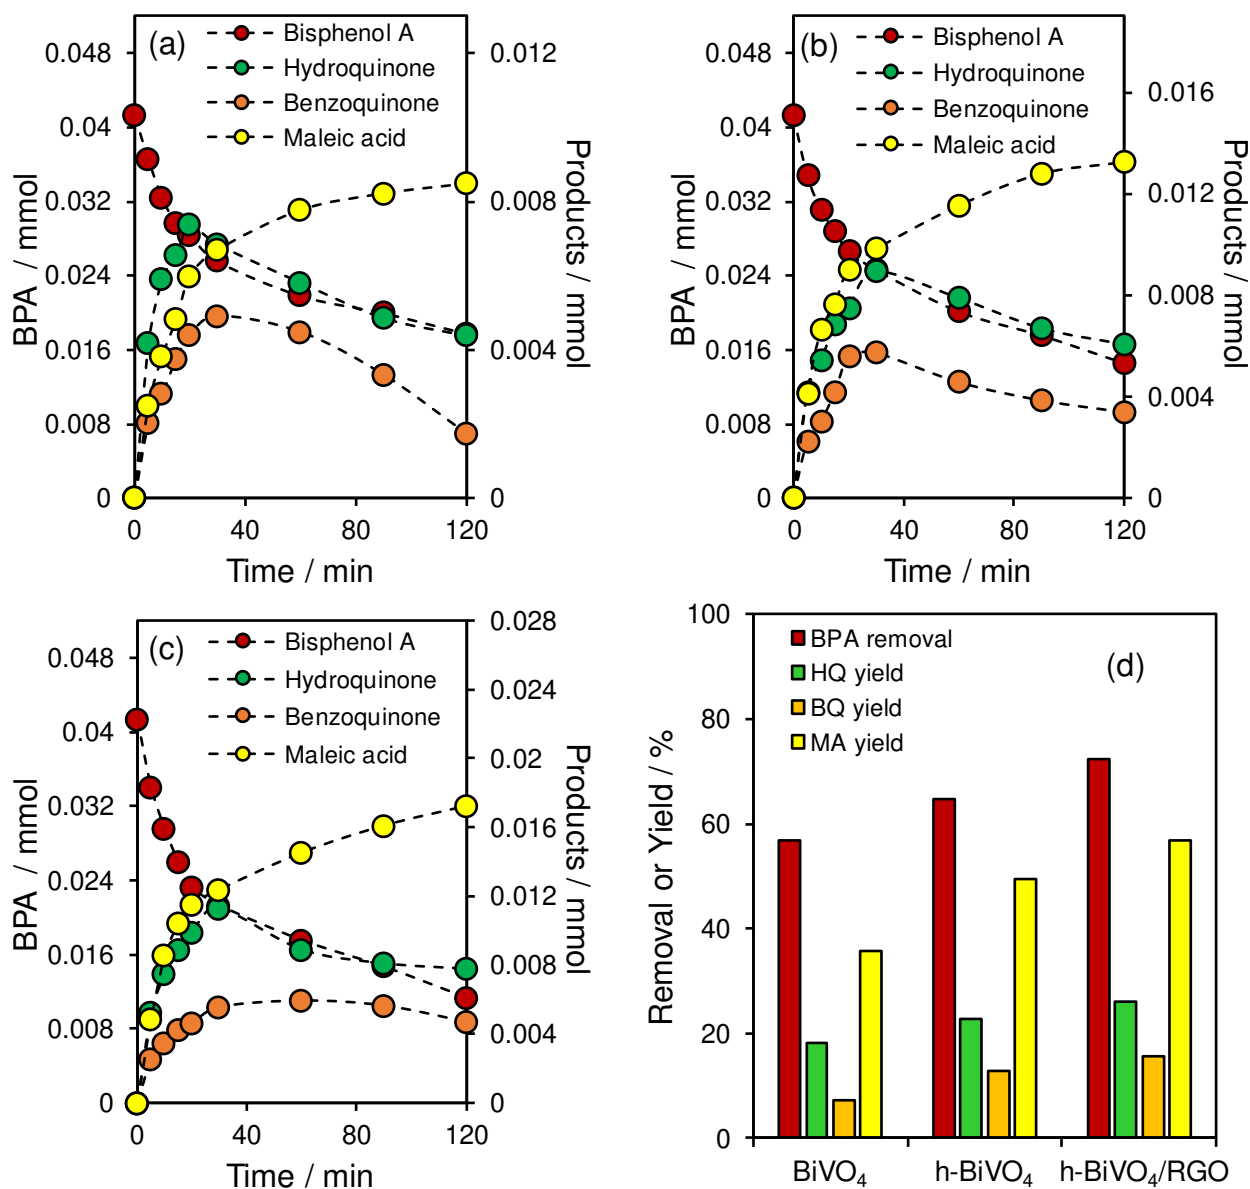 (a)
Bisphenol A
Hydroquinone
Benzoquinone
Maleic acid
0.048
0.04
0.032
0.024
0.016
0.008
0
BPA / mmol
0.012
0.008
0.004
0
Products / mmol
0
40
80
120
Time / min
(b)
Bisphenol A
Hydroquinone
Benzoquinone
Maleic acid
0.048
0.04
0.032
0.024
0.016
0.008
0
BPA / mmol
0.016
0.012
0.008
0.004
0
Products / mmol
0
40
80
120
Time / min
(c)
Bisphenol A
Hydroquinone
Benzoquinone
Maleic acid
0.048
0.04
0.032
0.024
0.016
0.008
0
BPA / mmol
0.028
0.024
0.02
0.016
0.012
0.008
0.004
0
Products / mmol
0
40
80
120
Time / min
(d)
BPA removal
HQ yield
BQ yield
MA yield
100
80
60
40
20
0
Removal or Yield / %
BiVO₄
h-BiVO₄
h-BiVO₄/RGO